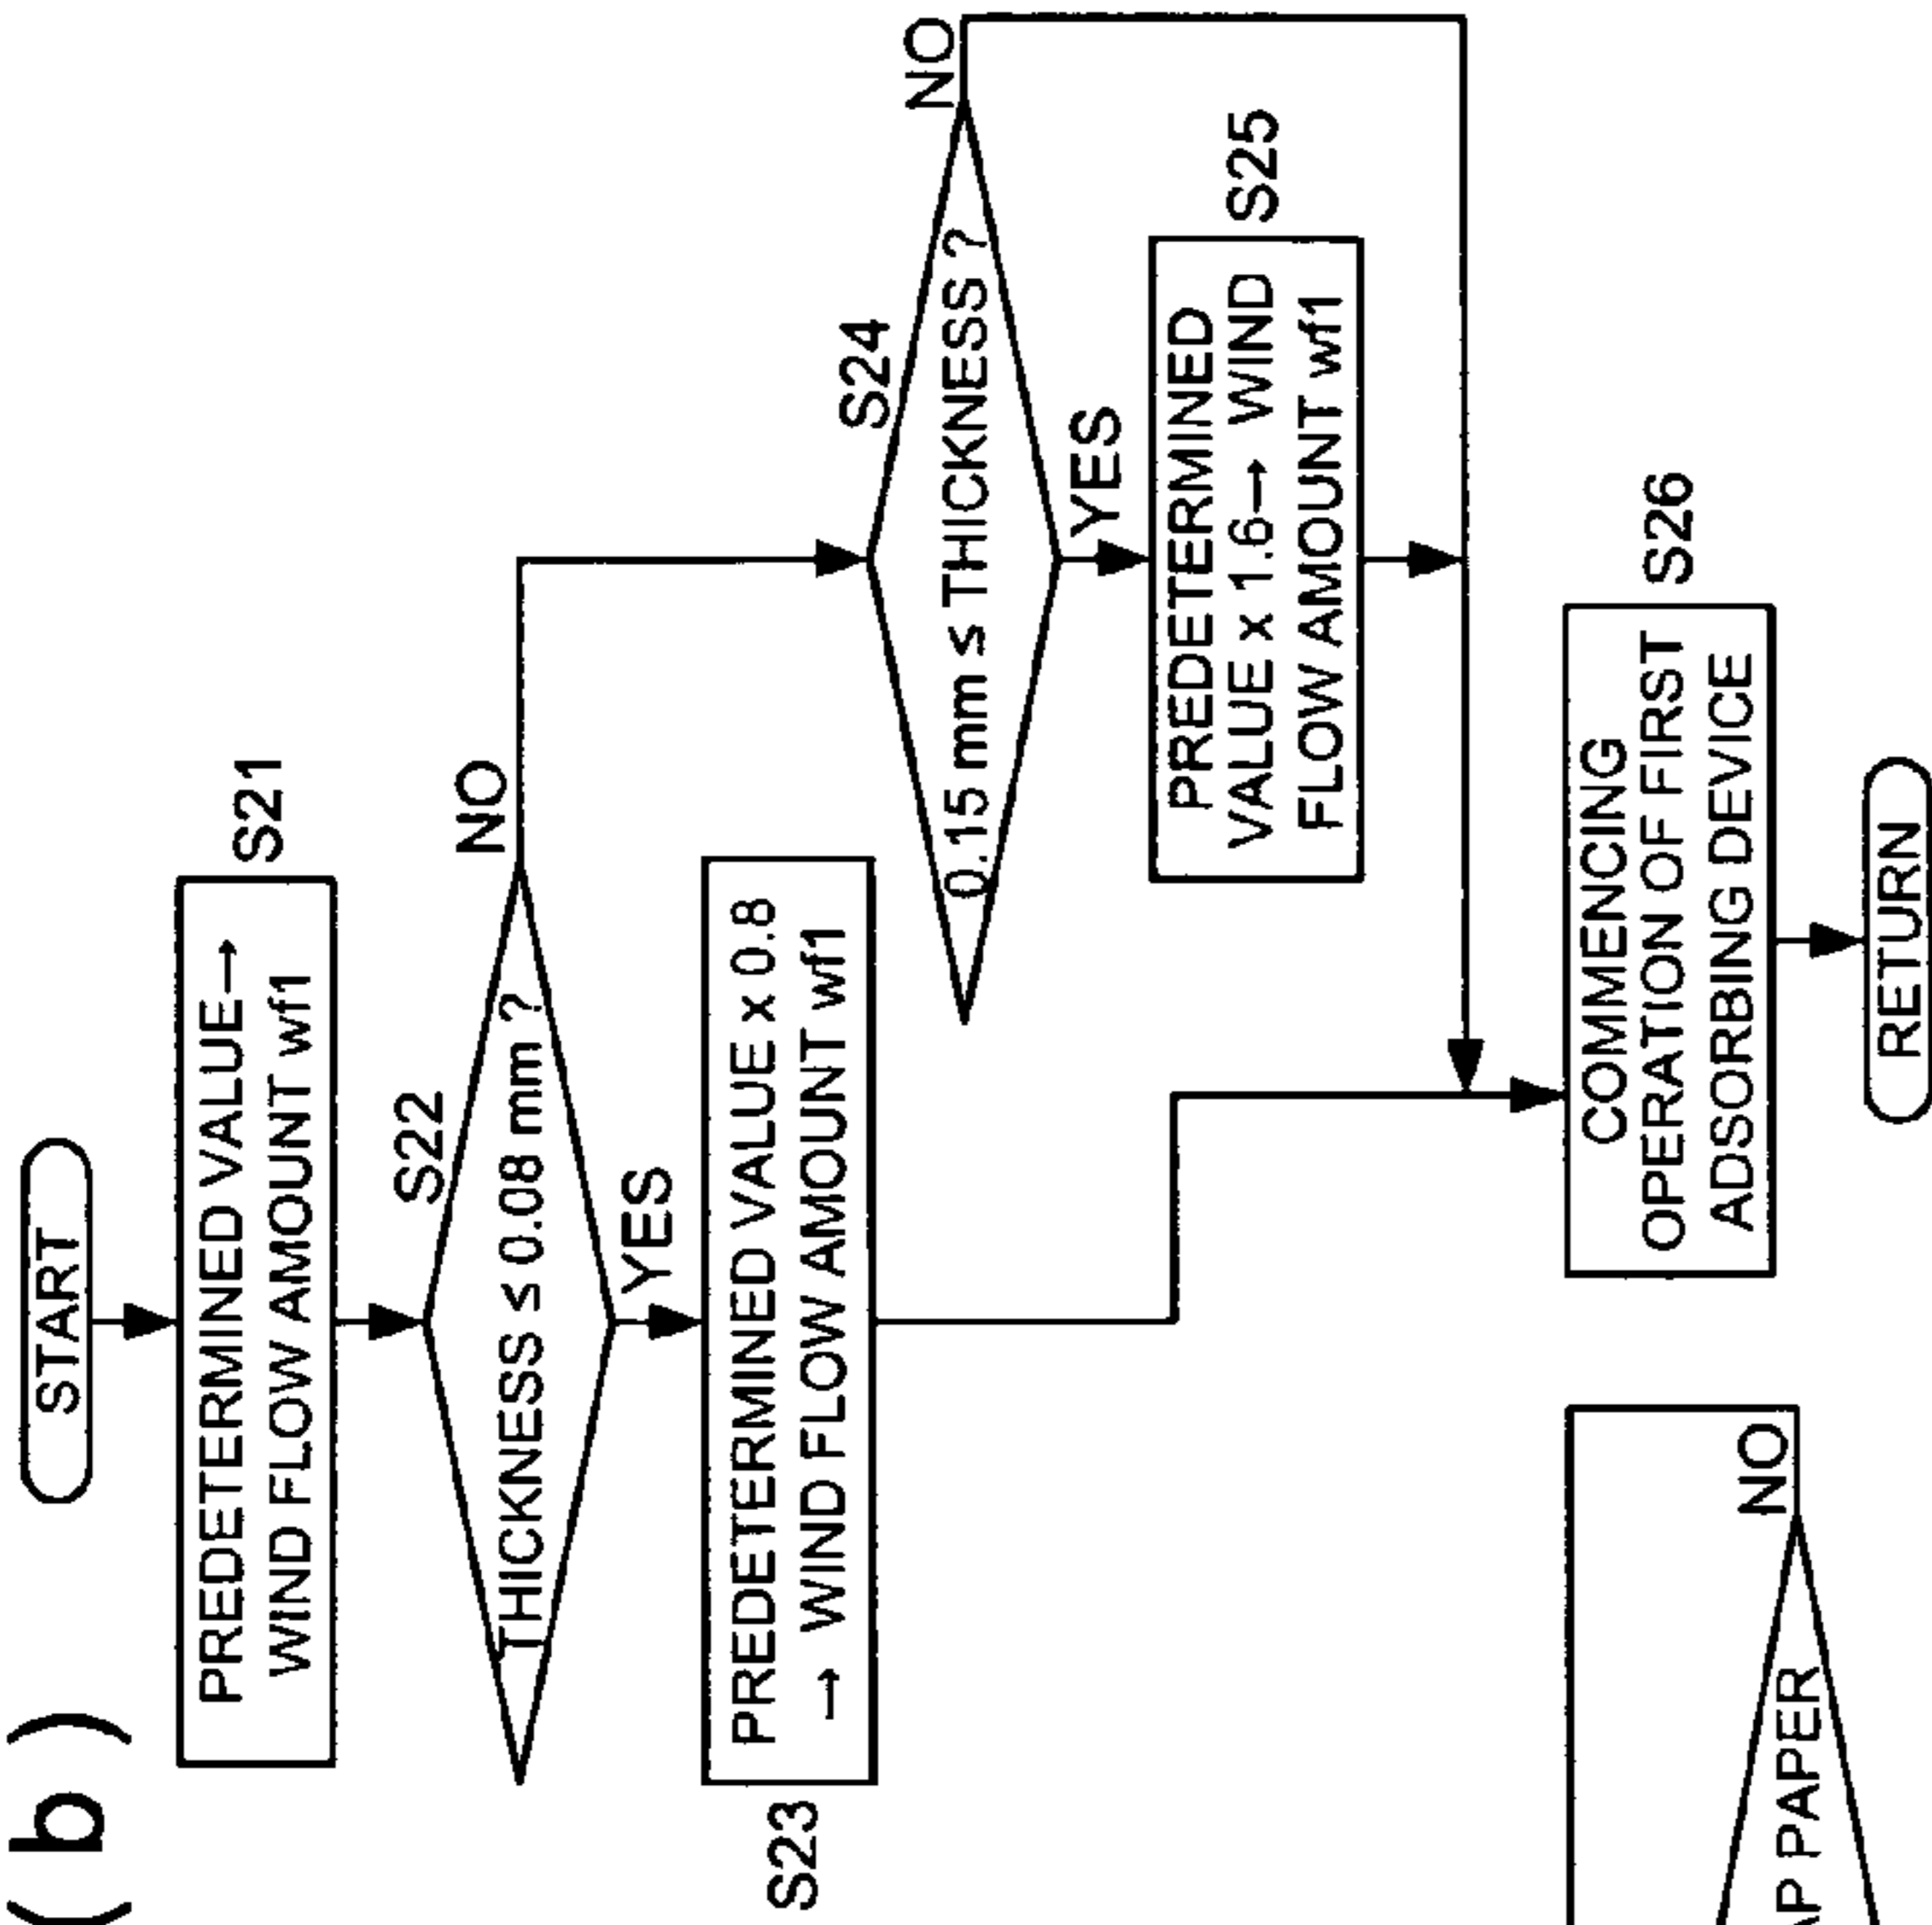 ( b )
START
PREDETERMINED VALUE→
WIND FLOW AMOUNT wf1
S21
S22
THICKNESS ≤ 0.08 mm ?
NO
YES
S23
PREDETERMINED VALUE x 0.8
→ WIND FLOW AMOUNT wf1
S24
0.15 mm ≤ THICKNESS ?
NO
YES
PREDETERMINED
VALUE x 1.6→ WIND
FLOW AMOUNT wf1
S25
COMMENCING
OPERATION OF FIRST
ADSORBING DEVICE
S26
RETURN
NO
PAPER